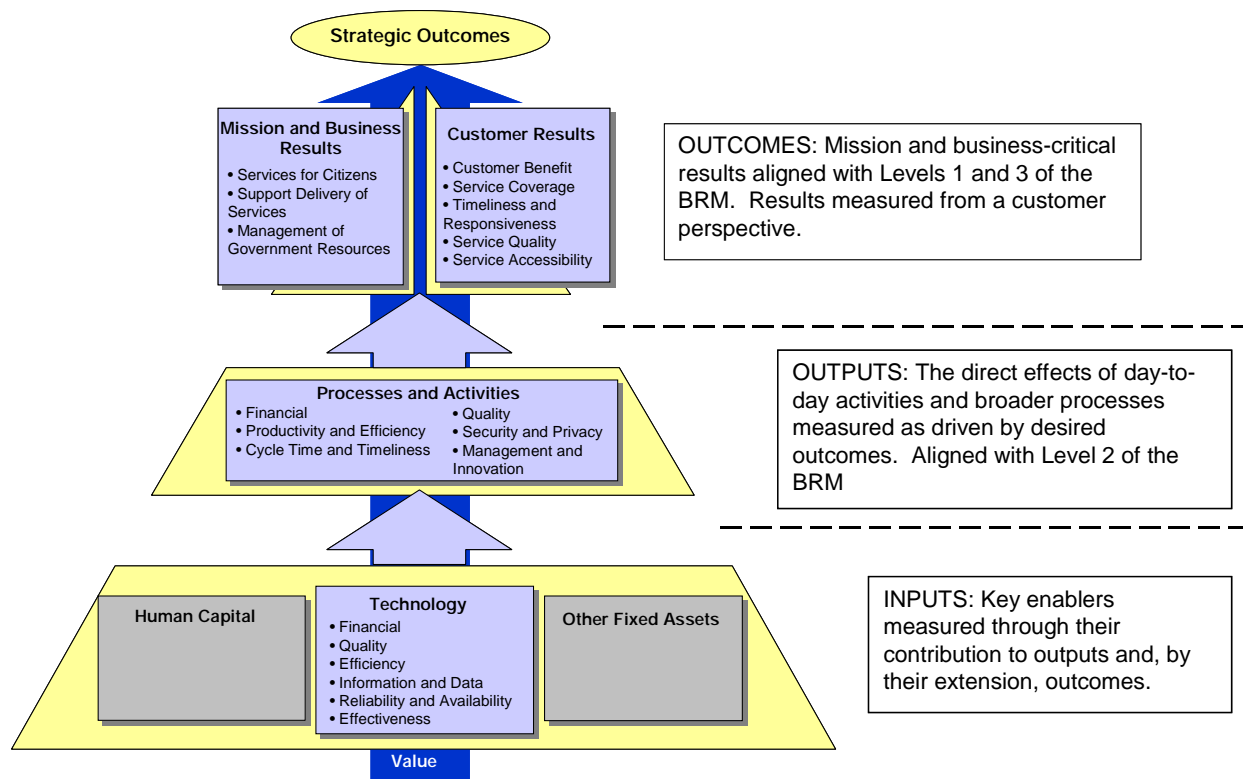 Strategic Outcomes
Mission and Business
Results
• Services for Citizens
• Support Delivery of
Services
• Management of
Government Resources
Customer Results
• Customer Benefit
• Service Coverage
• Timeliness and
Responsiveness
• Service Quality
• Service Accessibility
OUTCOMES: Mission and business-critical
results aligned with Levels 1 and 3 of the
BRM.  Results measured from a customer
perspective.
Processes and Activities
• Financial
• Productivity and Efficiency
• Cycle Time and Timeliness
• Quality
• Security and Privacy
• Management and
Innovation
OUTPUTS: The direct effects of day-to-
day activities and broader processes
measured as driven by desired
outcomes.  Aligned with Level 2 of the
BRM
Human Capital
Technology
• Financial
• Quality
• Efficiency
• Information and Data
• Reliability and Availability
• Effectiveness
Other Fixed Assets
INPUTS: Key enablers
measured through their
contribution to outputs and, by
their extension, outcomes.
Value